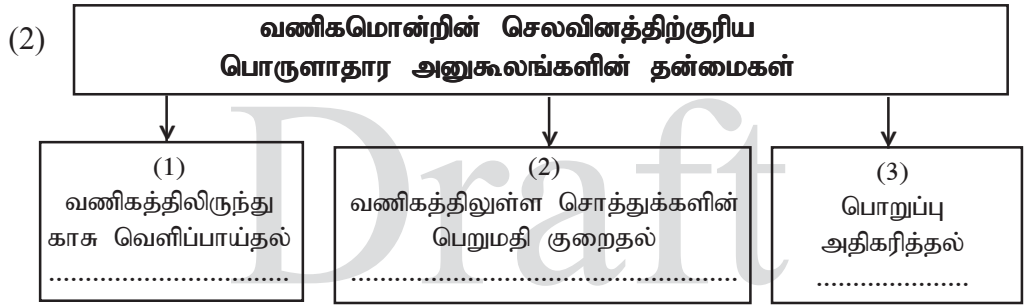 (2)
வணிகமொன்றின் செலவினத்திற்குரிய
பொருளாதார அனுகூலங்களின் தன்மைகள்
(1)
வணிகத்திலிருந்து
காசு வெளிப்பாய்தல்
..............................
(2)
வணிகத்திலுள்ள சொத்துக்களின்
பெறுமதி குறைதல்
..................................................
(3)
பொறுப்பு
அதிகரித்தல்
.....................
Draft